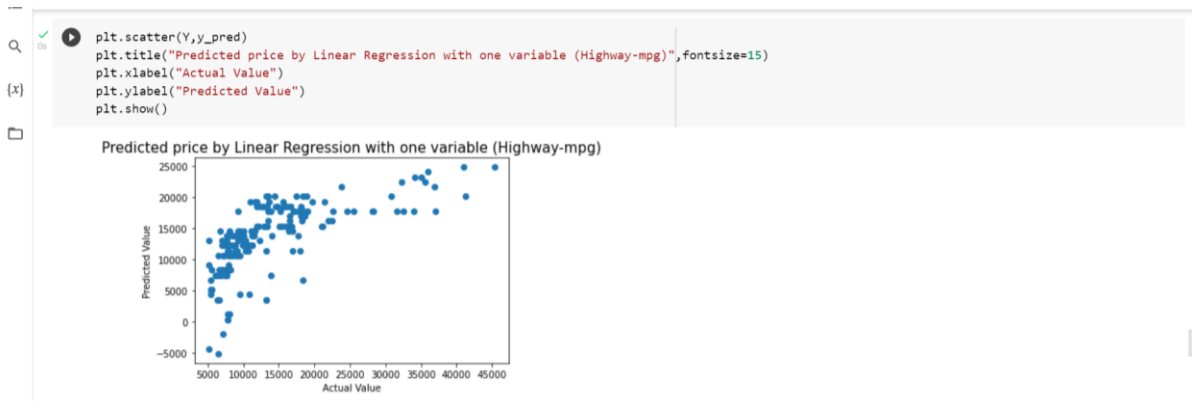 plt.scatter(Y,y_pred)
0s
plt.title("Predicted price by Linear Regression with one variable (Highway-mpg)",fontsize=15)
plt.xlabel("Actual Value")
{x}
plt.ylabel("Predicted Value")
plt.show()
Predicted price by Linear Regression with one variable (Highway-mpg)
25000
20000
15000
10000
5000
0
−5000
Predicted Value
5000 10000 15000 20000 25000 30000 35000 40000 45000
Actual Value